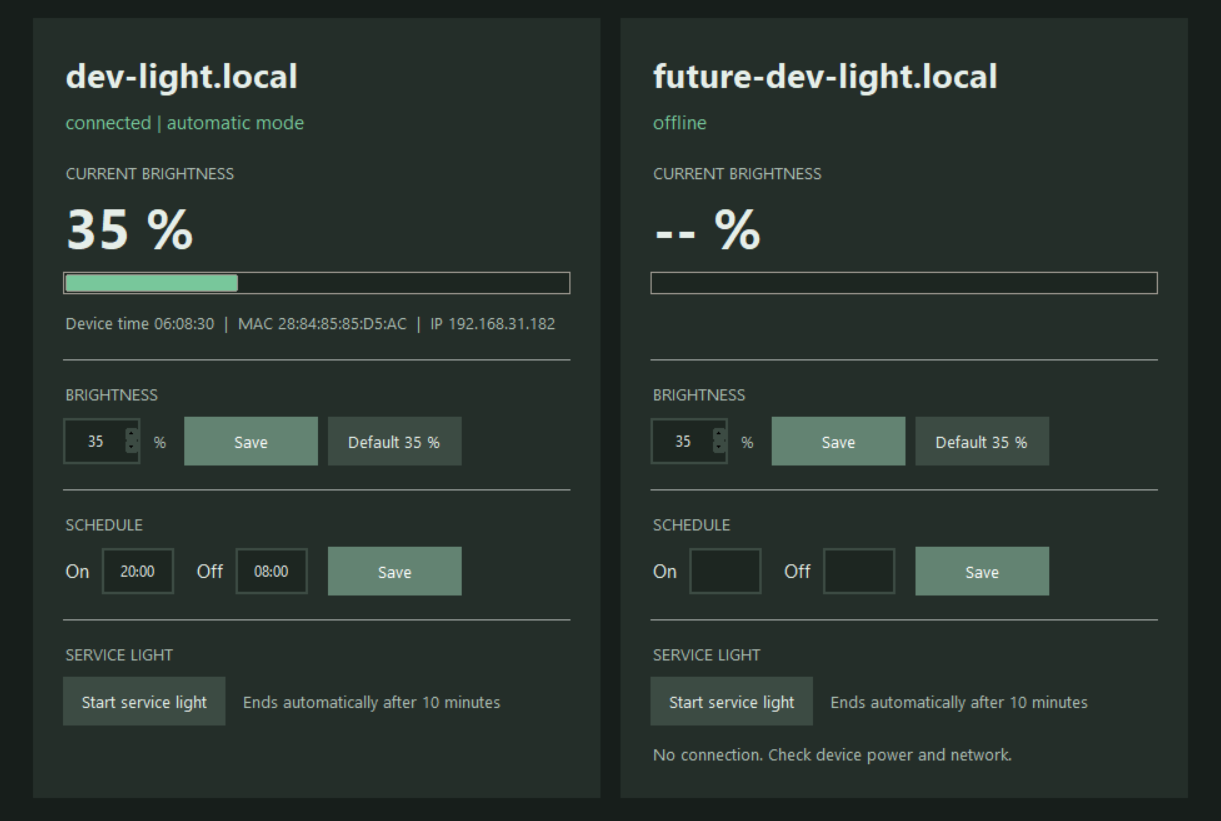 dev-light.local
connected | automatic mode
CURRENT BRIGHTNESS
35 %
Device time 06:08:30 | MAC 28:84:85:85:D5:AC | IP 192.168.31.182
BRIGHTNESS
35 % Save Default 35 %
SCHEDULE
On 20:00 Off 08:00 Save
SERVICE LIGHT
Start service light Ends automatically after 10 minutes
future-dev-light.local
offline
CURRENT BRIGHTNESS
-- %
BRIGHTNESS
35 % Save Default 35 %
SCHEDULE
On Off Save
SERVICE LIGHT
Start service light Ends automatically after 10 minutes
No connection. Check device power and network.